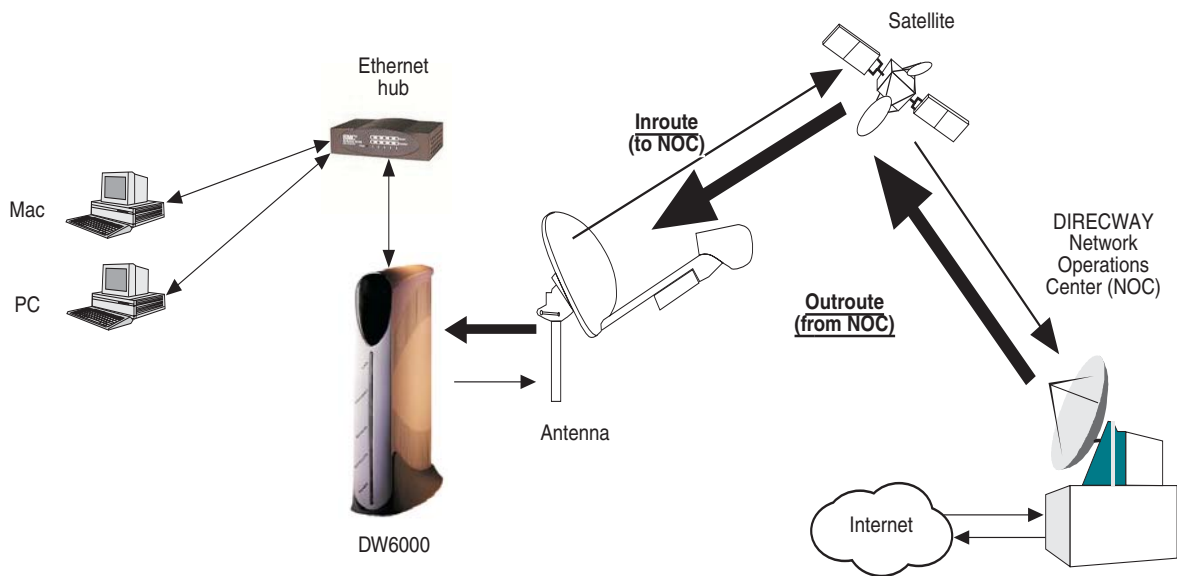 Satellite
Ethernet
hub
Inroute
(to NOC)
Mac
DIRECWAY
Network
Operations
Center (NOC)
PC
Outroute
(from NOC)
Antenna
Internet
DW6000